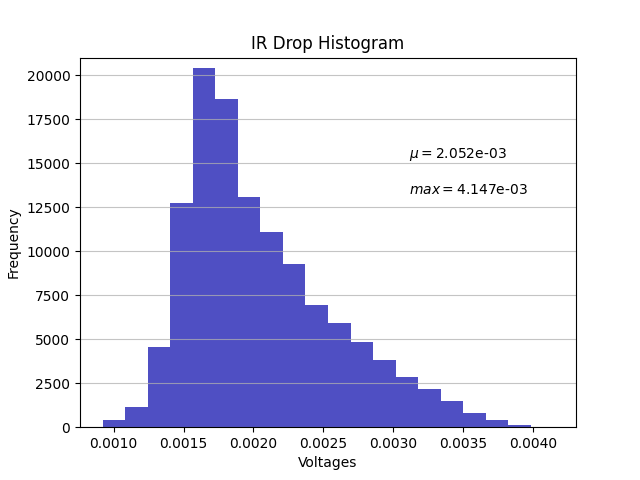 IR Drop Histogram
20000
17500
15000
12500
10000
7500
5000
2500
0
Frequency
μ = 2.052e-03
max = 4.147e-03
0.0010 0.0015 0.0020 0.0025 0.0030 0.0035 0.0040
Voltages